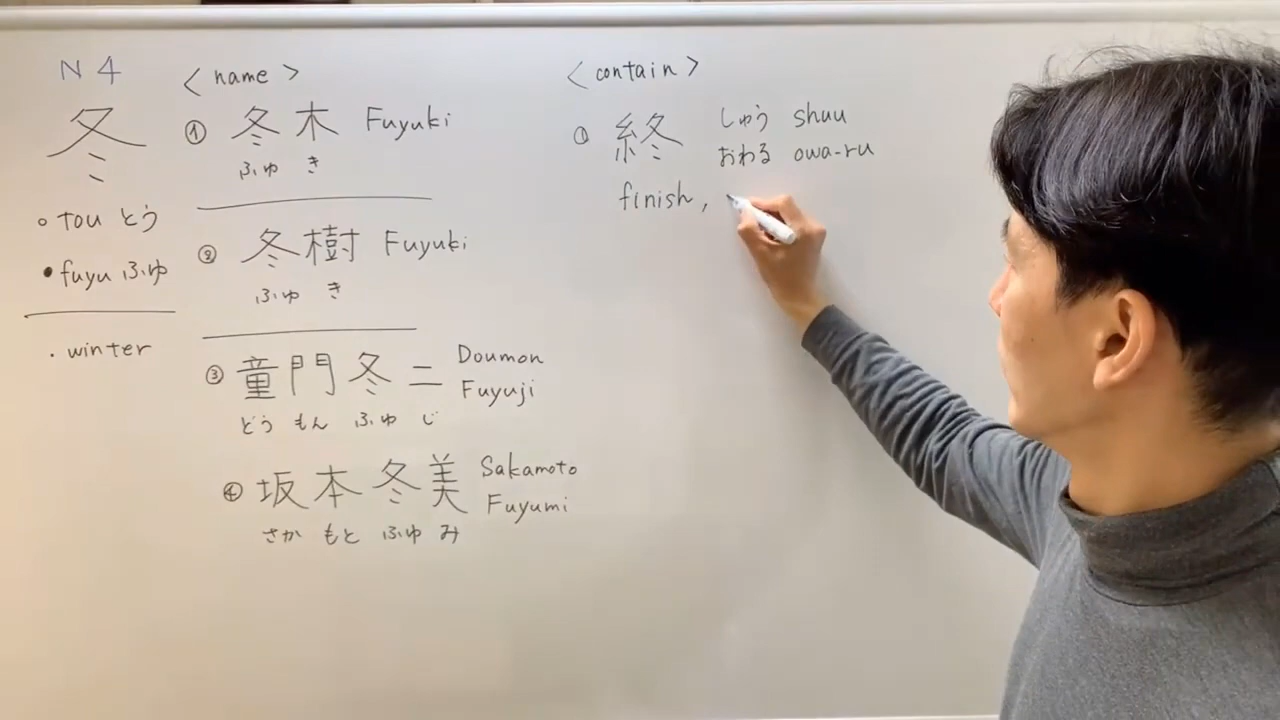 N4
冬
○ tou とう
● fuyu ふゆ
. winter
<name>
① 冬木 Fuyuki
ふゆ き
② 冬樹 Fuyuki
ふゆ き
③ 童門冬二 Doumon Fuyuji
どう もん ふゆ じ
④ 坂本冬美 Sakamoto Fuyumi
さか もと ふゆ み
<contain>
① 終 しゅう shuu
おわる owa-ru
finish,